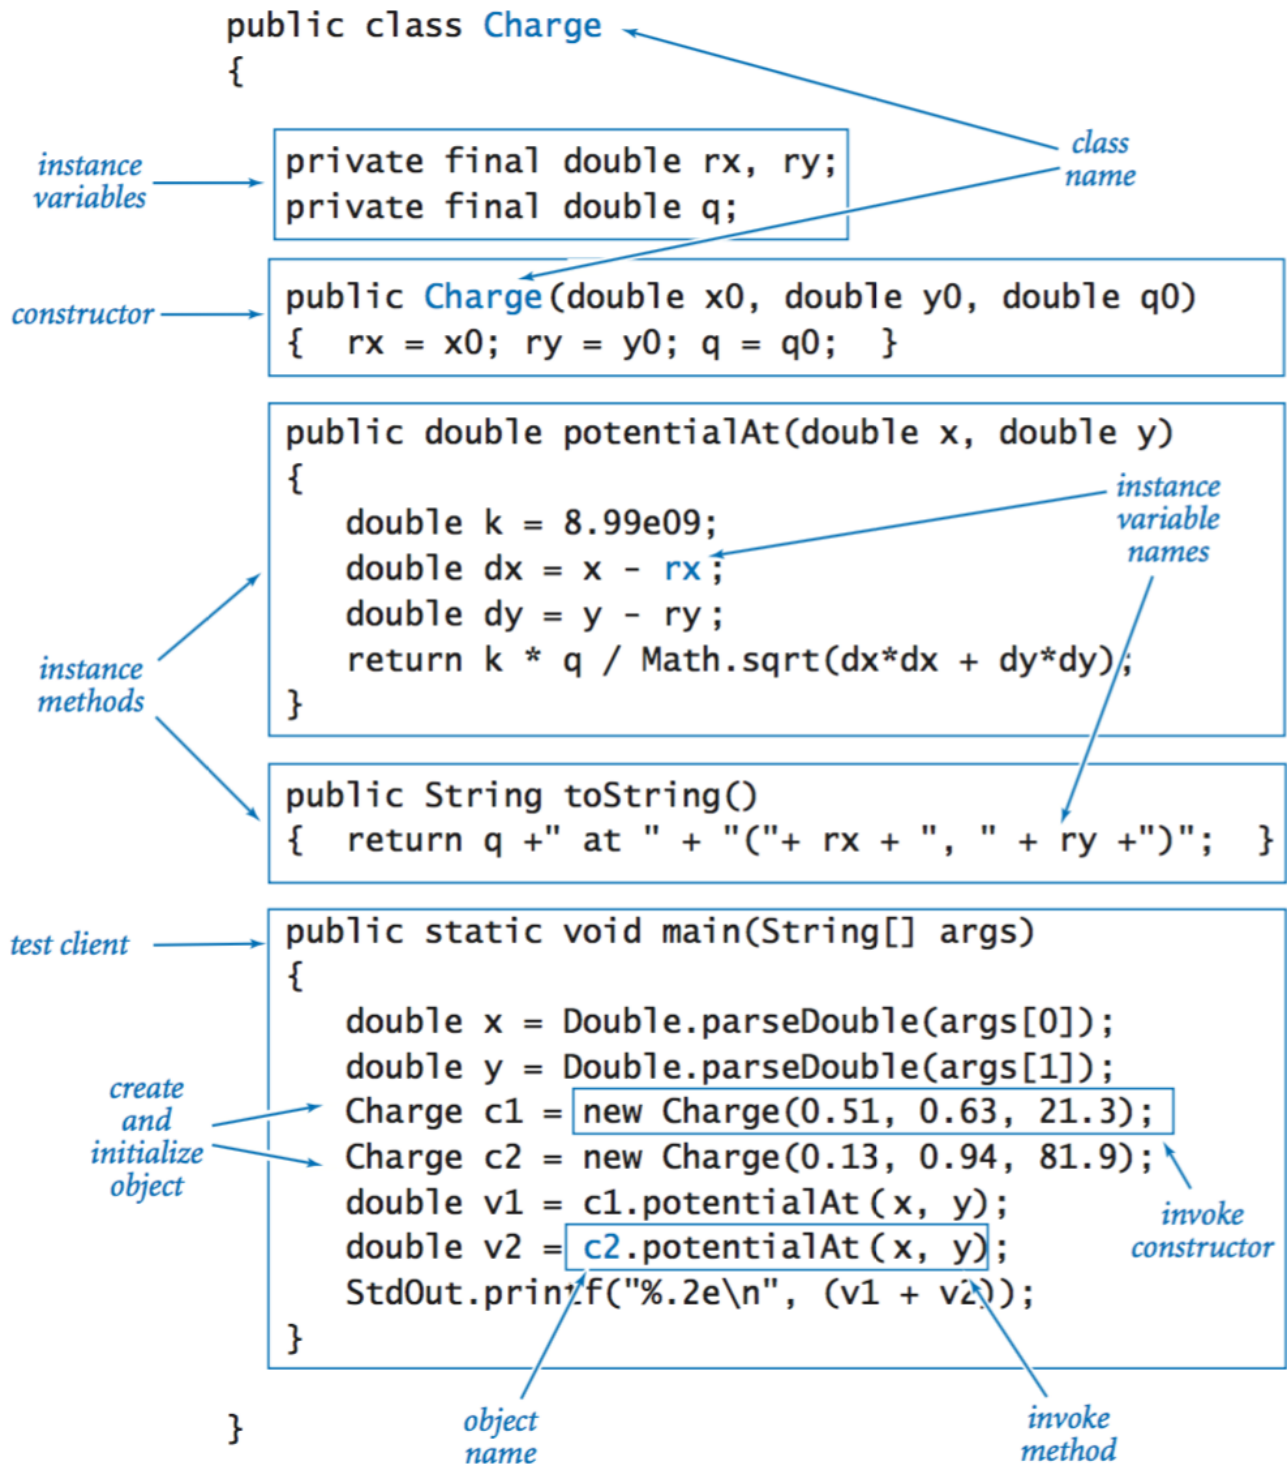 public class Charge
{
class
name
instance
variables
private final double rx, ry;
private final double q;
constructor
public Charge(double x0, double y0, double q0)
{  rx = x0; ry = y0; q = q0;  }
instance
methods
public double potentialAt(double x, double y)
{
   double k = 8.99e09;
   double dx = x - rx;
   double dy = y - ry;
   return k * q / Math.sqrt(dx*dx + dy*dy);
}
instance
variable
names
public String toString()
{  return q +" at " + "("+ rx + ", " + ry +")";  }
test client
public static void main(String[] args)
{
   double x = Double.parseDouble(args[0]);
   double y = Double.parseDouble(args[1]);
   Charge c1 = new Charge(0.51, 0.63, 21.3);
   Charge c2 = new Charge(0.13, 0.94, 81.9);
   double v1 = c1.potentialAt(x, y);
   double v2 = c2.potentialAt(x, y);
   StdOut.printf("%.2e\n", (v1 + v2));
}
create
and
initialize
object
invoke
constructor
}
object
name
invoke
method